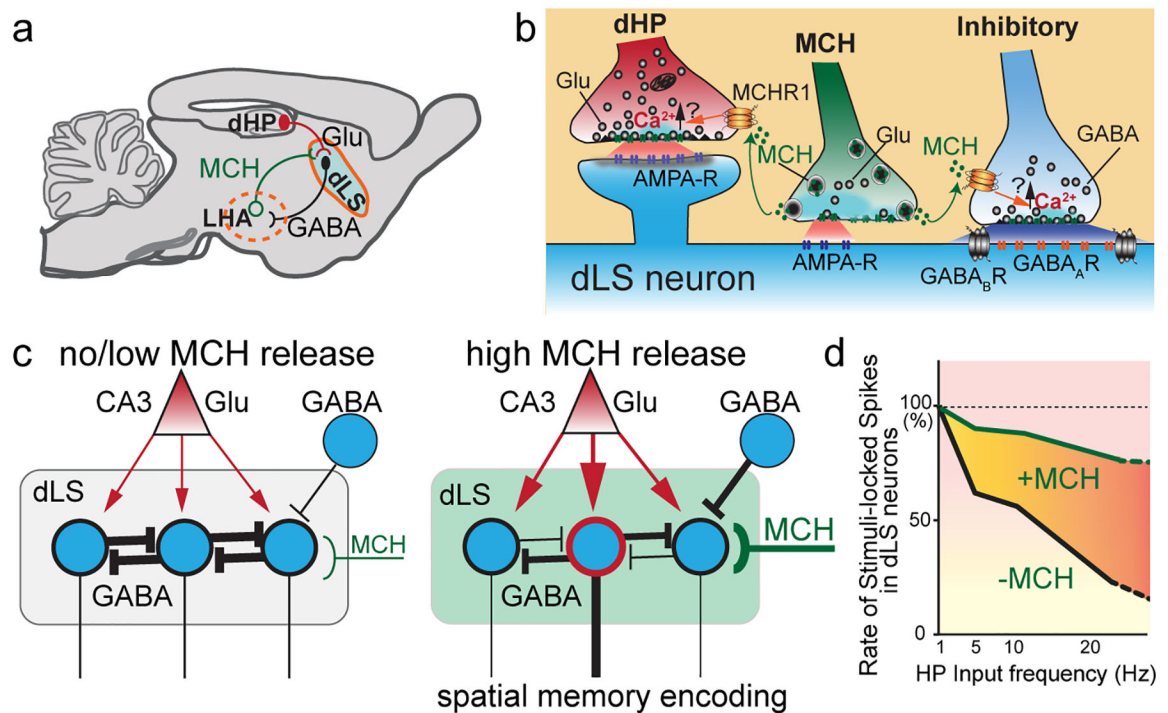 a
dHP
Glu
MCH
dLS
LHA
GABA
b
dHP
MCH
Inhibitory
Glu
MCHR1
Ca²⁺
?
Glu
GABA
MCH
MCH
?
Ca²⁺
AMPA-R
AMPA-R
GABA_BR
GABA_AR
dLS neuron
c
no/low MCH release
CA3
Glu
GABA
dLS
MCH
GABA
high MCH release
CA3
Glu
GABA
dLS
MCH
GABA
spatial memory encoding
d
Rate of Stimuli-locked Spikes
in dLS neurons
100
(%)
50
0
+MCH
-MCH
1 5 10 20
HP Input frequency (Hz)